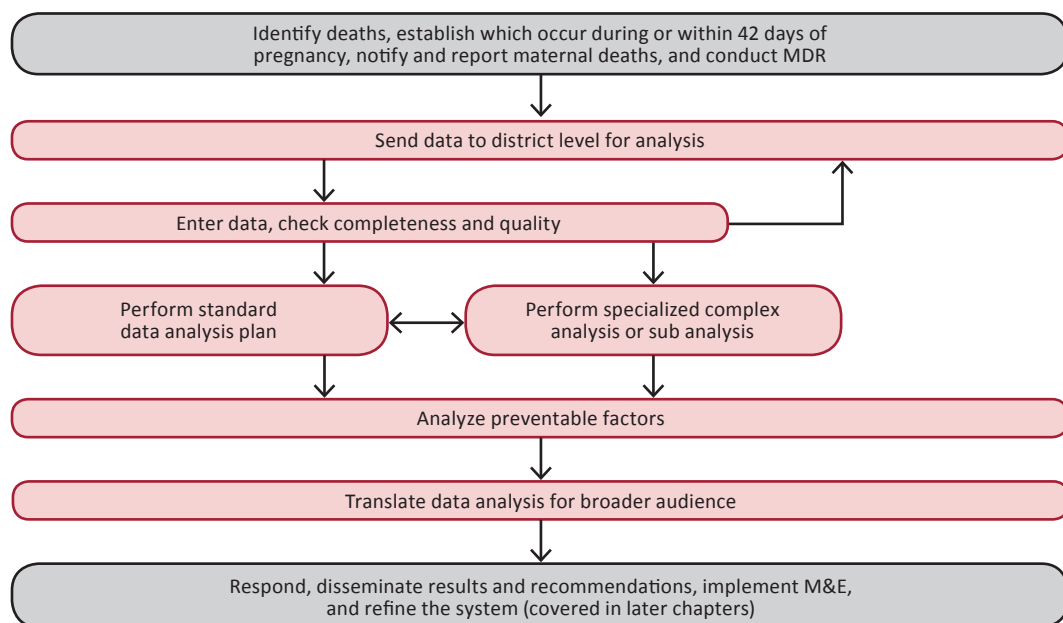 Identify deaths, establish which occur during or within 42 days of
pregnancy, notify and report maternal deaths, and conduct MDR
Send data to district level for analysis
Enter data, check completeness and quality
Perform standard
data analysis plan
Perform specialized complex
analysis or sub analysis
Analyze preventable factors
Translate data analysis for broader audience
Respond, disseminate results and recommendations, implement M&E,
and refine the system (covered in later chapters)